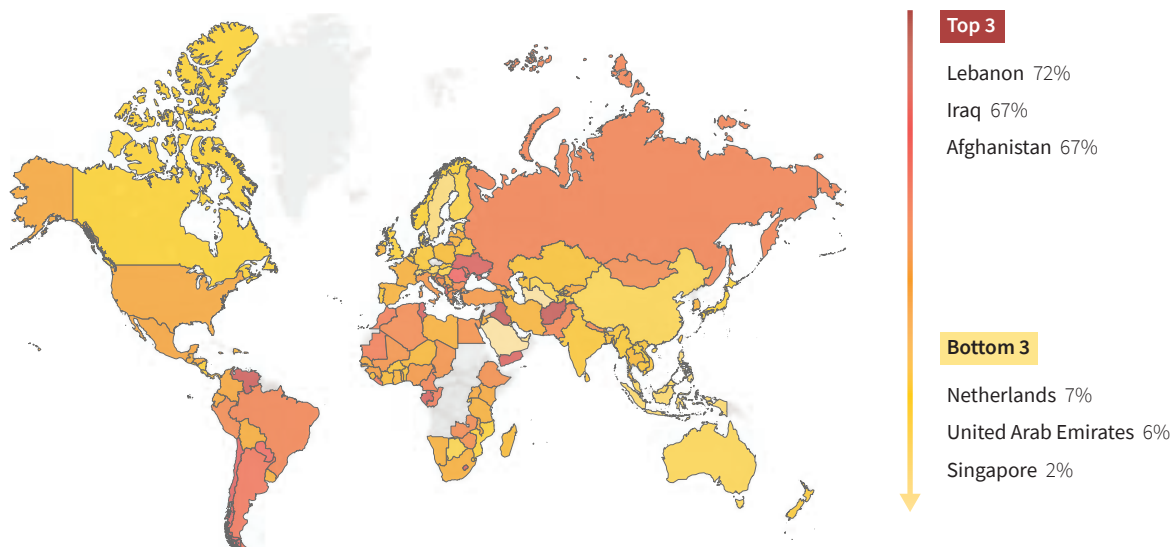 Top 3
Lebanon 72%
Iraq 67%
Afghanistan 67%
Bottom 3
Netherlands 7%
United Arab Emirates 6%
Singapore 2%